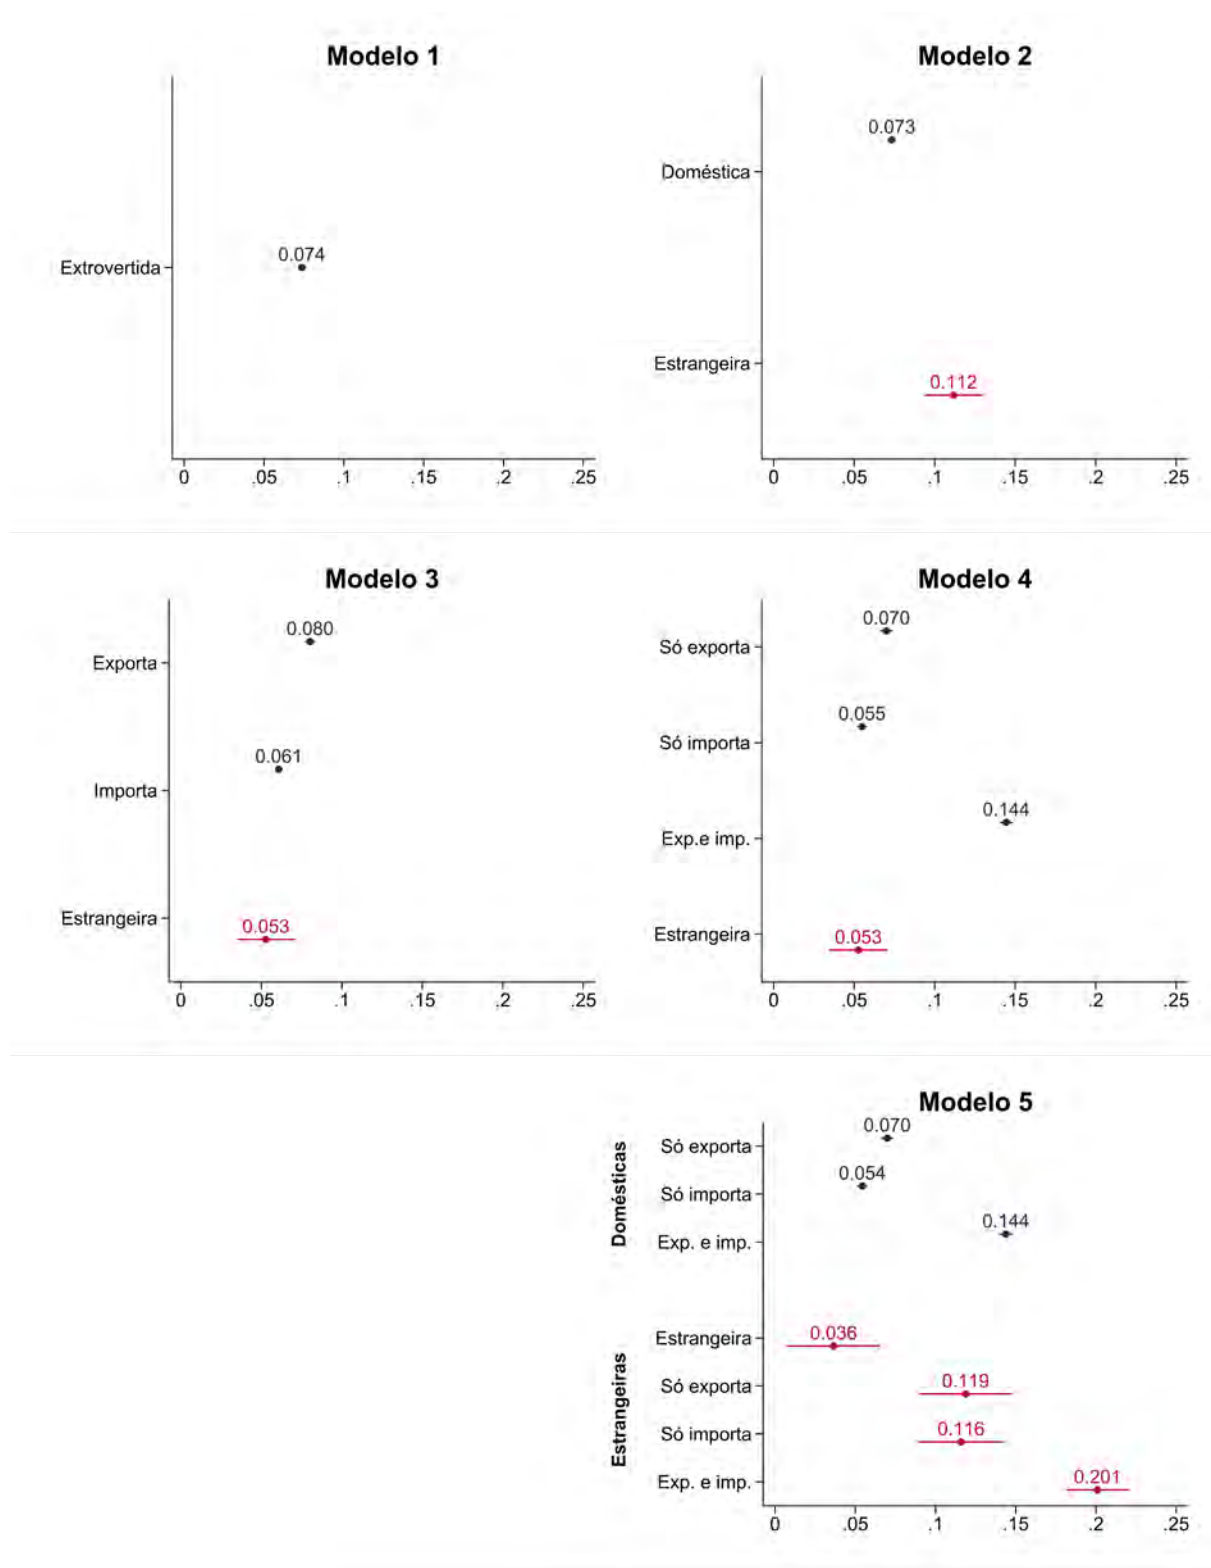 Modelo 1
Extrovertida
0.074
0 .05 .1 .15 .2 .25
Modelo 2
0.073
Doméstica
Estrangeira
0.112
0 .05 .1 .15 .2 .25
Modelo 3
0.080
Exporta
0.061
Importa
Estrangeira
0.053
0 .05 .1 .15 .2 .25
Modelo 4
0.070
Só exporta
0.055
Só importa
0.144
Exp.e imp.
Estrangeira
0.053
0 .05 .1 .15 .2 .25
Modelo 5
Domésticas
0.070
Só exporta
0.054
Só importa
0.144
Exp. e imp.
Estrangeiras
Estrangeira
0.036
Só exporta
0.119
Só importa
0.116
Exp. e imp.
0.201
0 .05 .1 .15 .2 .25